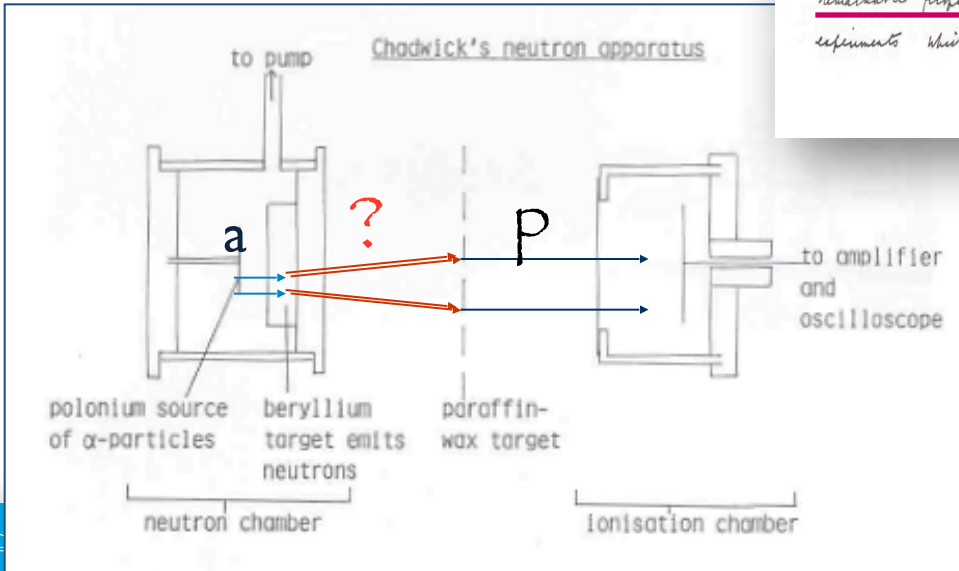 experiments
to pump
Chadwick's neutron apparatus
a
?
P
to amplifier
and
oscilloscope
polonium source
of α-particles
beryllium
target emits
neutrons
paraffin-
wax target
neutron chamber
ionisation chamber